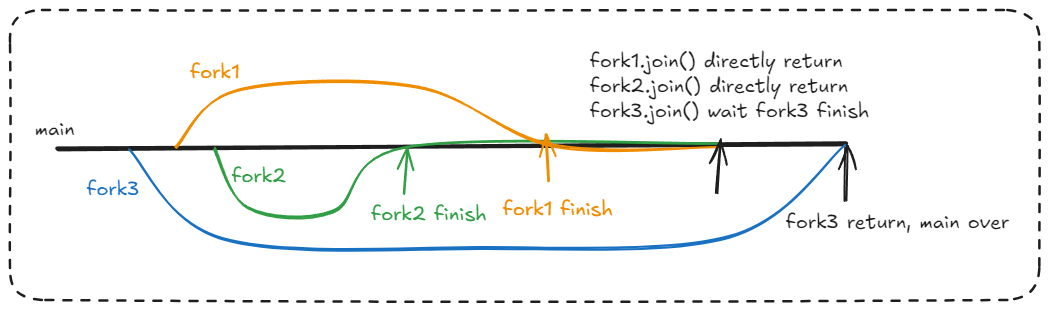 fork1.join() directly return
fork2.join() directly return
fork3.join() wait fork3 finish
fork1
main
fork2
fork3
fork2 finish
fork1 finish
fork3 return, main over